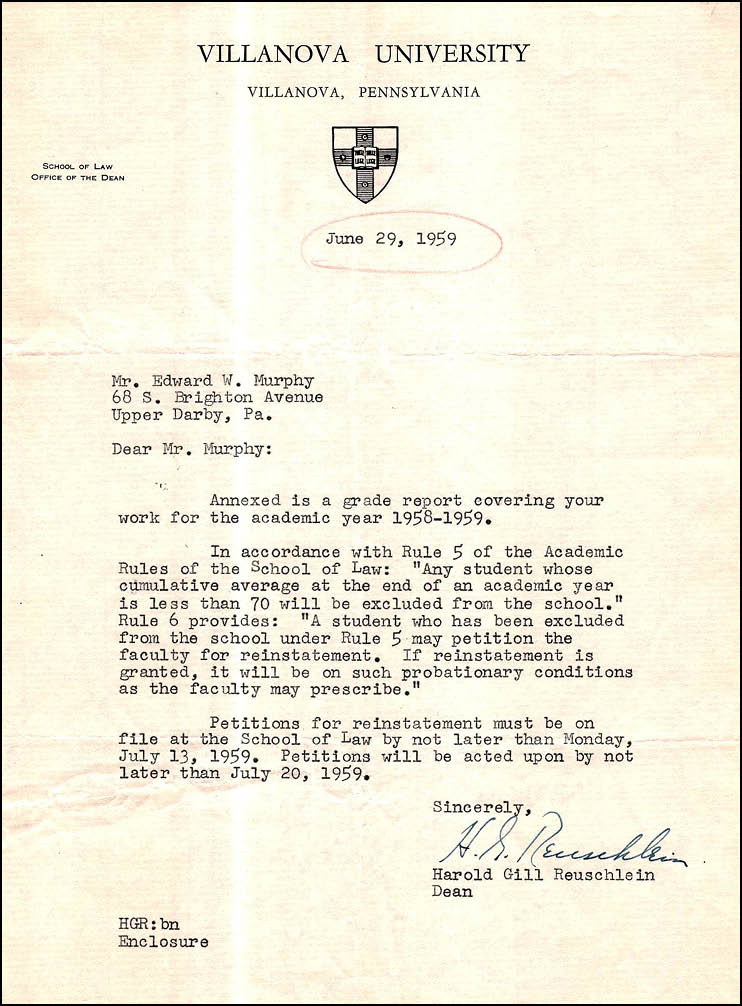 VILLANOVA UNIVERSITY
VILLANOVA, PENNSYLVANIA
SCHOOL OF LAW
OFFICE OF THE DEAN
June 29, 1959
Mr. Edward W. Murphy
68 S. Brighton Avenue
Upper Darby, Pa.
Dear Mr. Murphy:
Annexed is a grade report covering your
work for the academic year 1958-1959.
In accordance with Rule 5 of the Academic
Rules of the School of Law: "Any student whose
cumulative average at the end of an academic year
is less than 70 will be excluded from the school."
Rule 6 provides: "A student who has been excluded
from the school under Rule 5 may petition the
faculty for reinstatement. If reinstatement is
granted, it will be on such probationary conditions
as the faculty may prescribe."
Petitions for reinstatement must be on
file at the School of Law by not later than Monday,
July 13, 1959. Petitions will be acted upon by not
later than July 20, 1959.
Sincerely,
H. G. Reuschlein
Harold Gill Reuschlein
Dean
HGR:bn
Enclosure